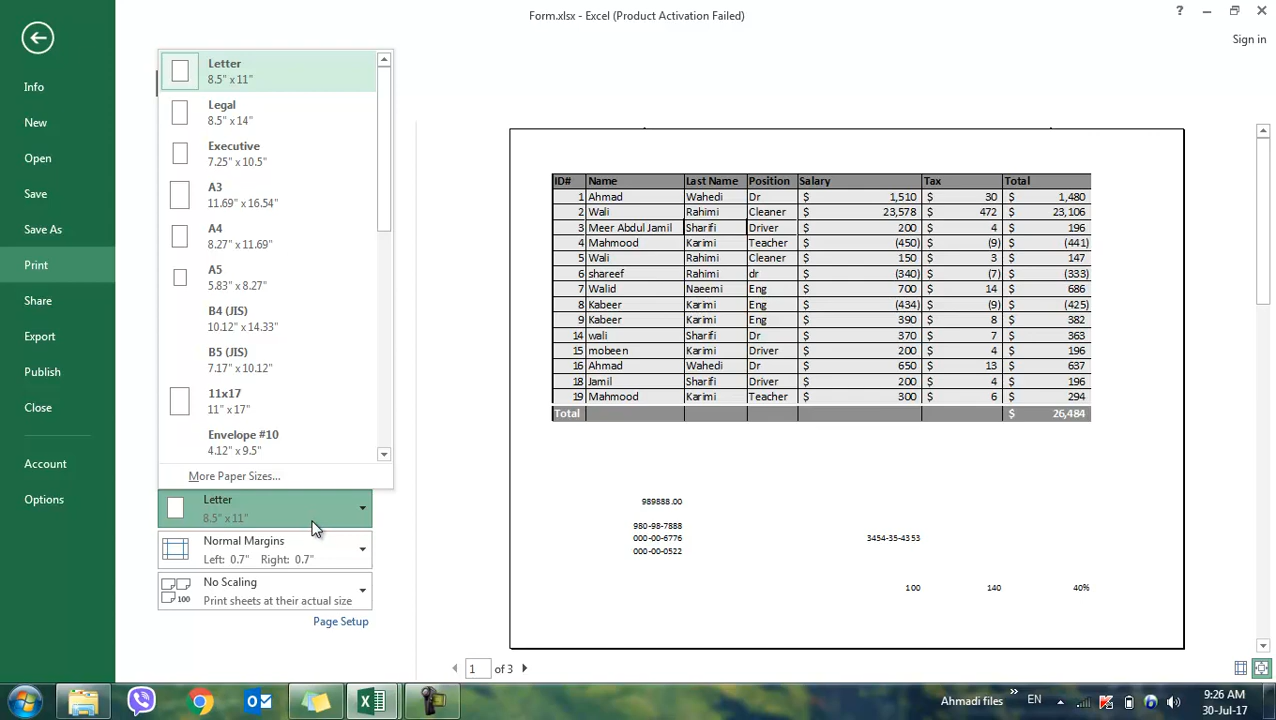 Form.xlsx - Excel (Product Activation Failed)
?
Sign in
Info
New
Open
Save
Save As
Print
Share
Export
Publish
Close
Account
Options
Letter
8.5" x 11"
Legal
8.5" x 14"
Executive
7.25" x 10.5"
A3
11.69" x 16.54"
A4
8.27" x 11.69"
A5
5.83" x 8.27"
B4 (JIS)
10.12" x 14.33"
B5 (JIS)
7.17" x 10.12"
11x17
11" x 17"
Envelope #10
4.12" x 9.5"
More Paper Sizes...
Letter
8.5" x 11"
Normal Margins
Left: 0.7" Right: 0.7"
No Scaling
100 Print sheets at their actual size
Page Setup
ID# Name Last Name Position Salary Tax Total
1 Ahmad Wahedi Dr $ 1,510 $ 30 $ 1,480
2 Wali Rahimi Cleaner $ 23,578 $ 472 $ 23,106
3 Meer Abdul Jamil Sharifi Driver $ 200 $ 4 $ 196
4 Mahmood Karimi Teacher $ (450) $ (9) $ (441)
5 Wali Rahimi Cleaner $ 150 $ 3 $ 147
6 shareef Rahimi dr $ (340) $ (7) $ (333)
7 Walid Naeemi Eng $ 700 $ 14 $ 686
8 Kabeer Karimi Eng $ (434) $ (9) $ (425)
9 Kabeer Karimi Eng $ 390 $ 8 $ 382
14 wali Sharifi Dr $ 370 $ 7 $ 363
15 mobeen Karimi Driver $ 200 $ 4 $ 196
16 Ahmad Wahedi Dr $ 650 $ 13 $ 637
18 Jamil Sharifi Driver $ 200 $ 4 $ 196
19 Mahmood Karimi Teacher $ 300 $ 6 $ 294
Total $ 26,484
989888.00
980-98-7888
000-00-6776 3454-35-4353
000-00-0522
100 140 40%
1 of 3
Ahmadi files
EN
9:26 AM
30-Jul-17